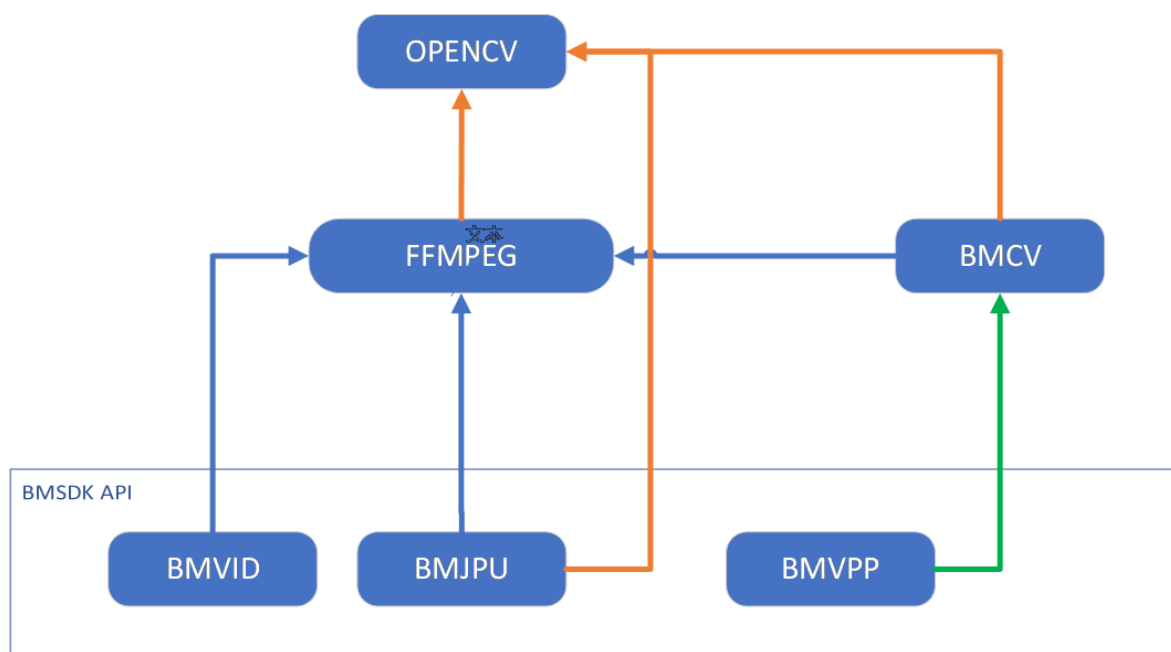 OPENCV
文本
FFMPEG
BMCV
BMSDK API
BMVID
BMJPU
BMVPP